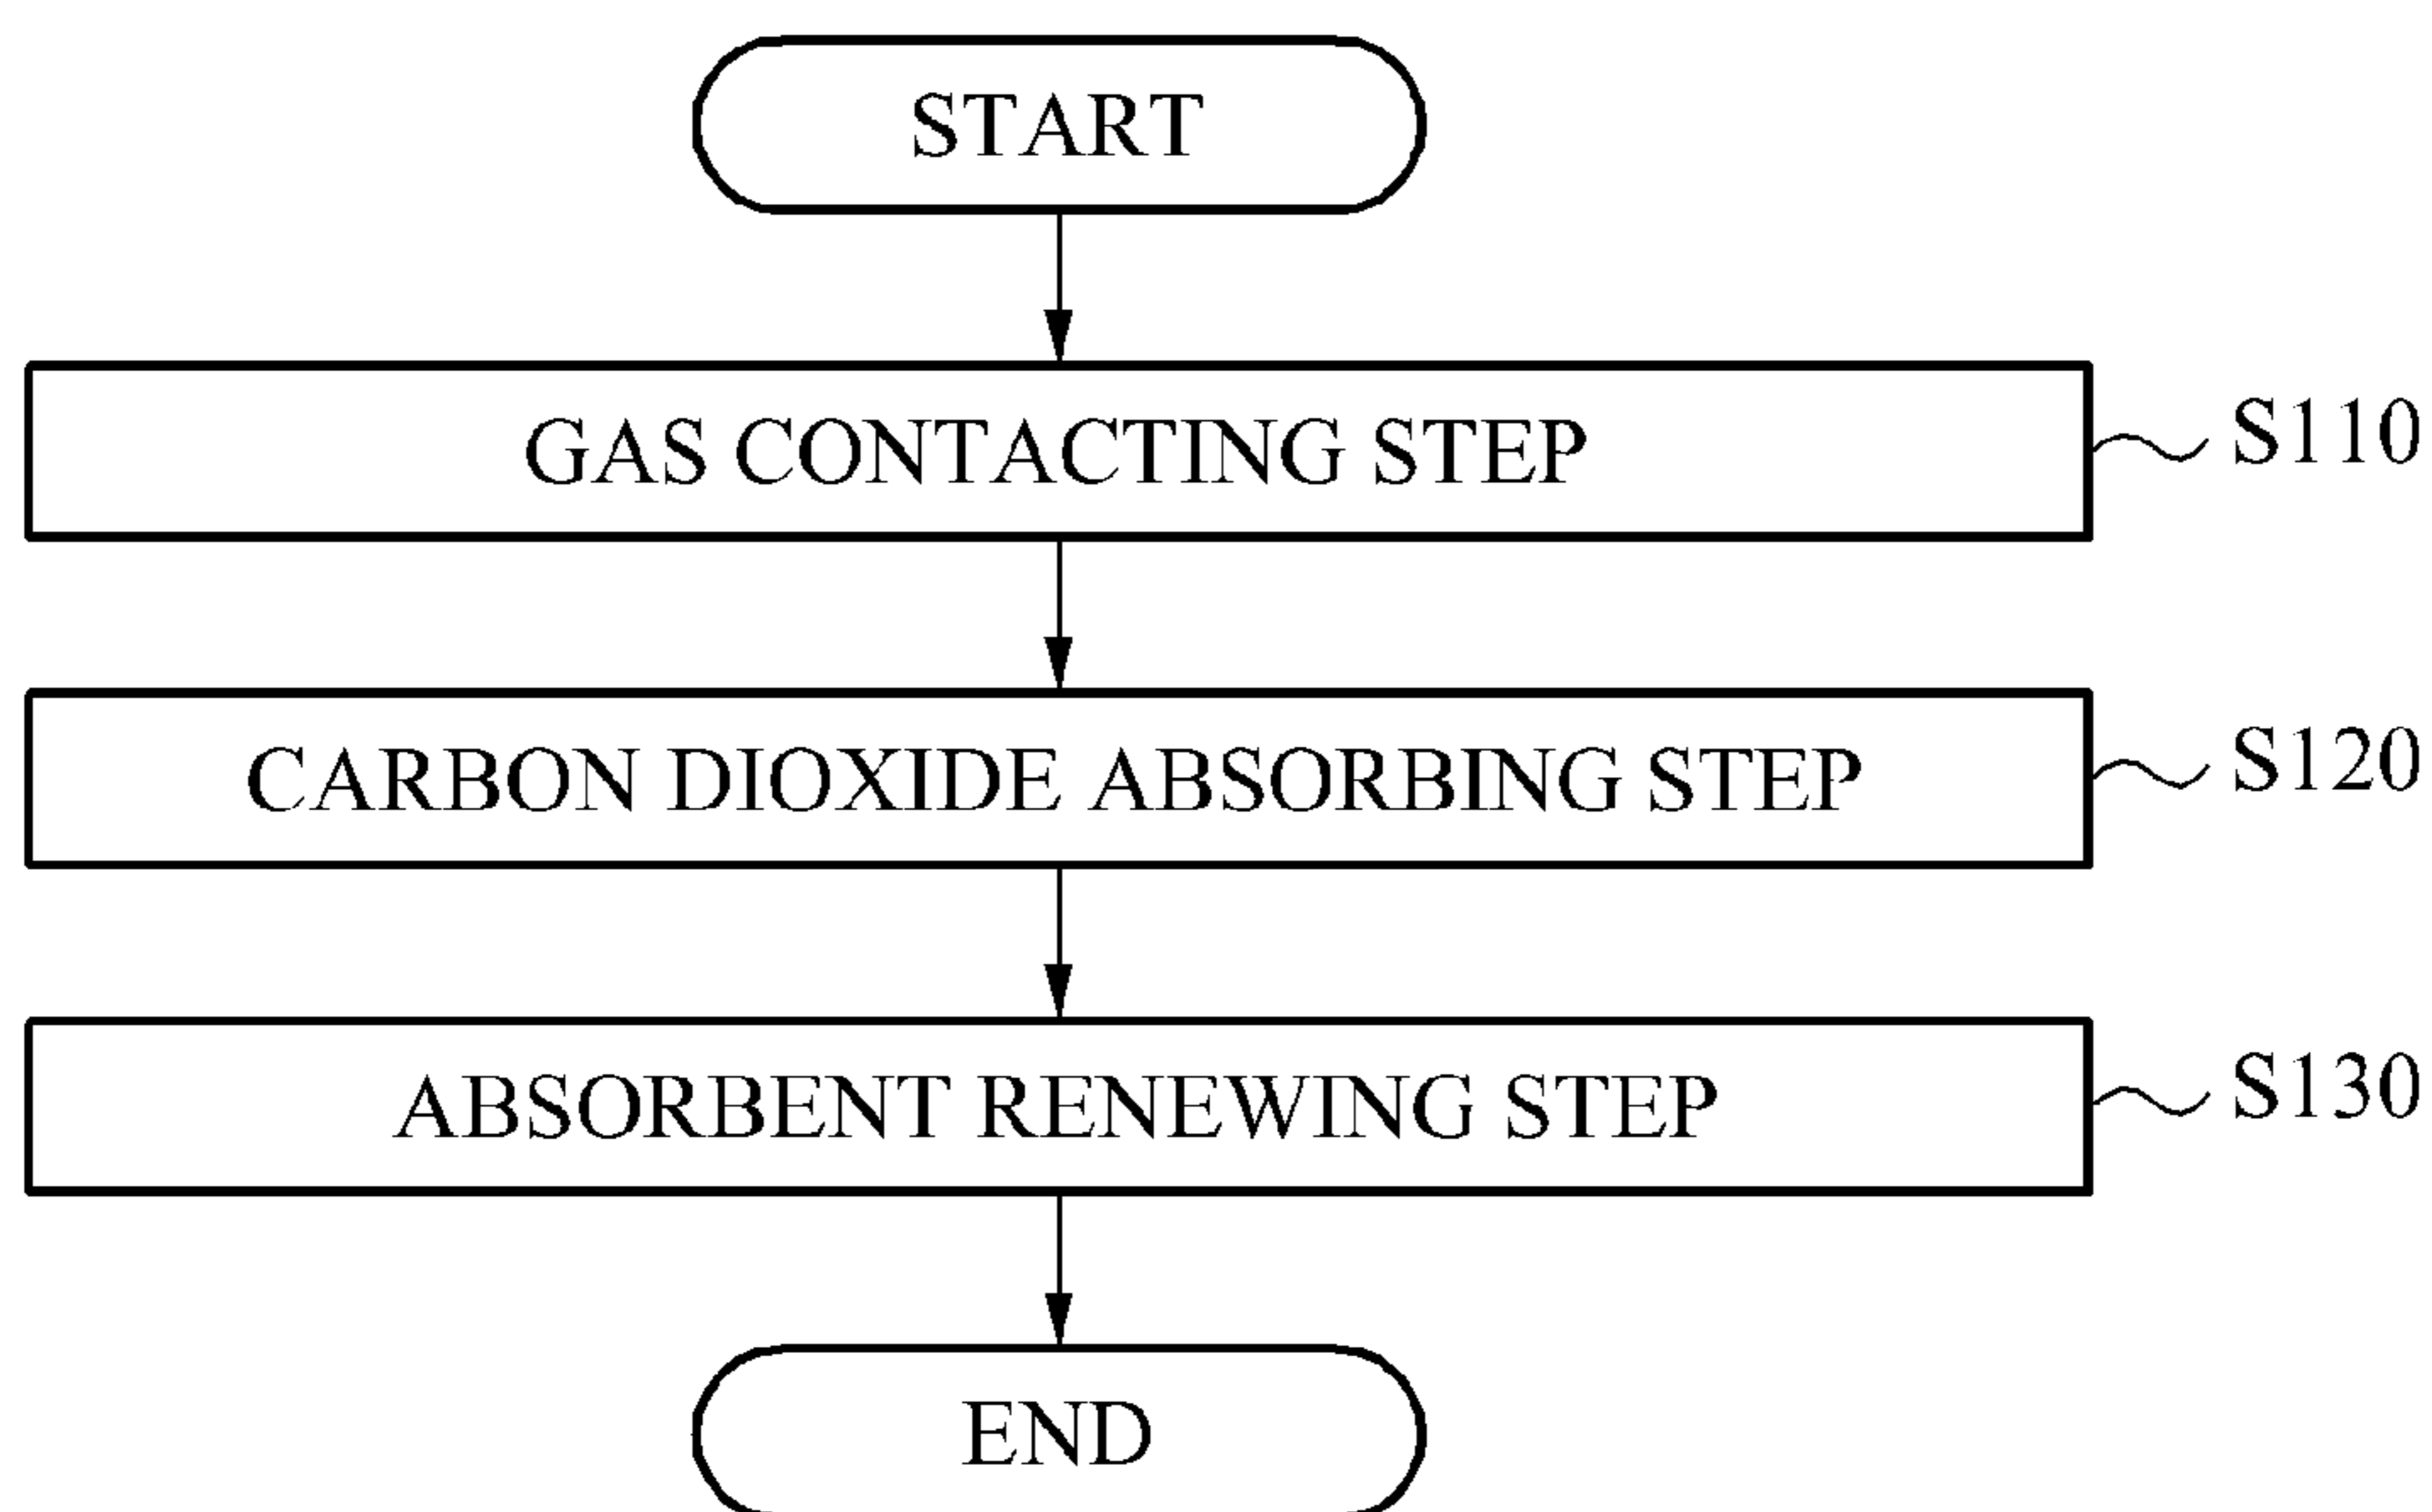 START
GAS CONTACTING STEP
S110
CARBON DIOXIDE ABSORBING STEP
S120
ABSORBENT RENEWING STEP
S130
END